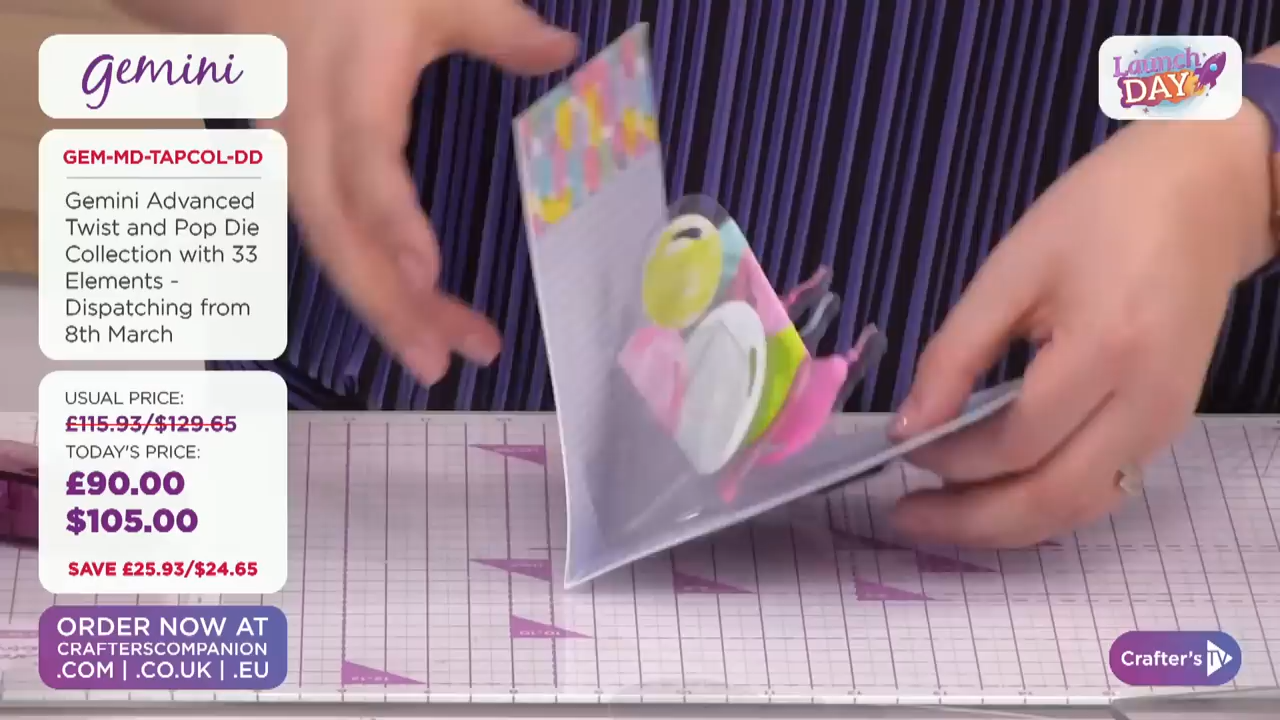 gemini
GEM-MD-TAPCOL-DD
Gemini Advanced
Twist and Pop Die
Collection with 33
Elements -
Dispatching from
8th March
USUAL PRICE:
£115.93/$129.65
TODAY'S PRICE:
£90.00
$105.00
SAVE £25.93/$24.65
ORDER NOW AT
CRAFTERSCOMPANION
.COM | .CO.UK | .EU
Launch
DAY
Crafter's TV